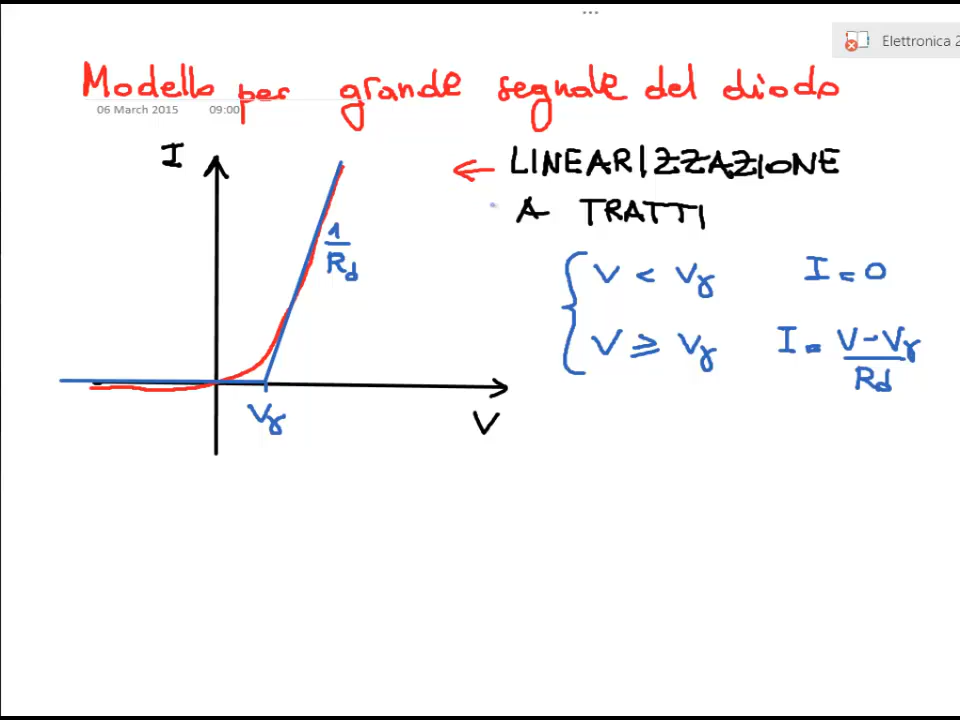 Elettronica 2
Modello per grande segnale del diodo
06 March 2015 09:00
I
← LINEARIZZAZIONE
A TRATTI
1/Rd
{ V < Vγ I = 0
V ≥ Vγ I = (V - Vγ)/Rd
Vγ
V